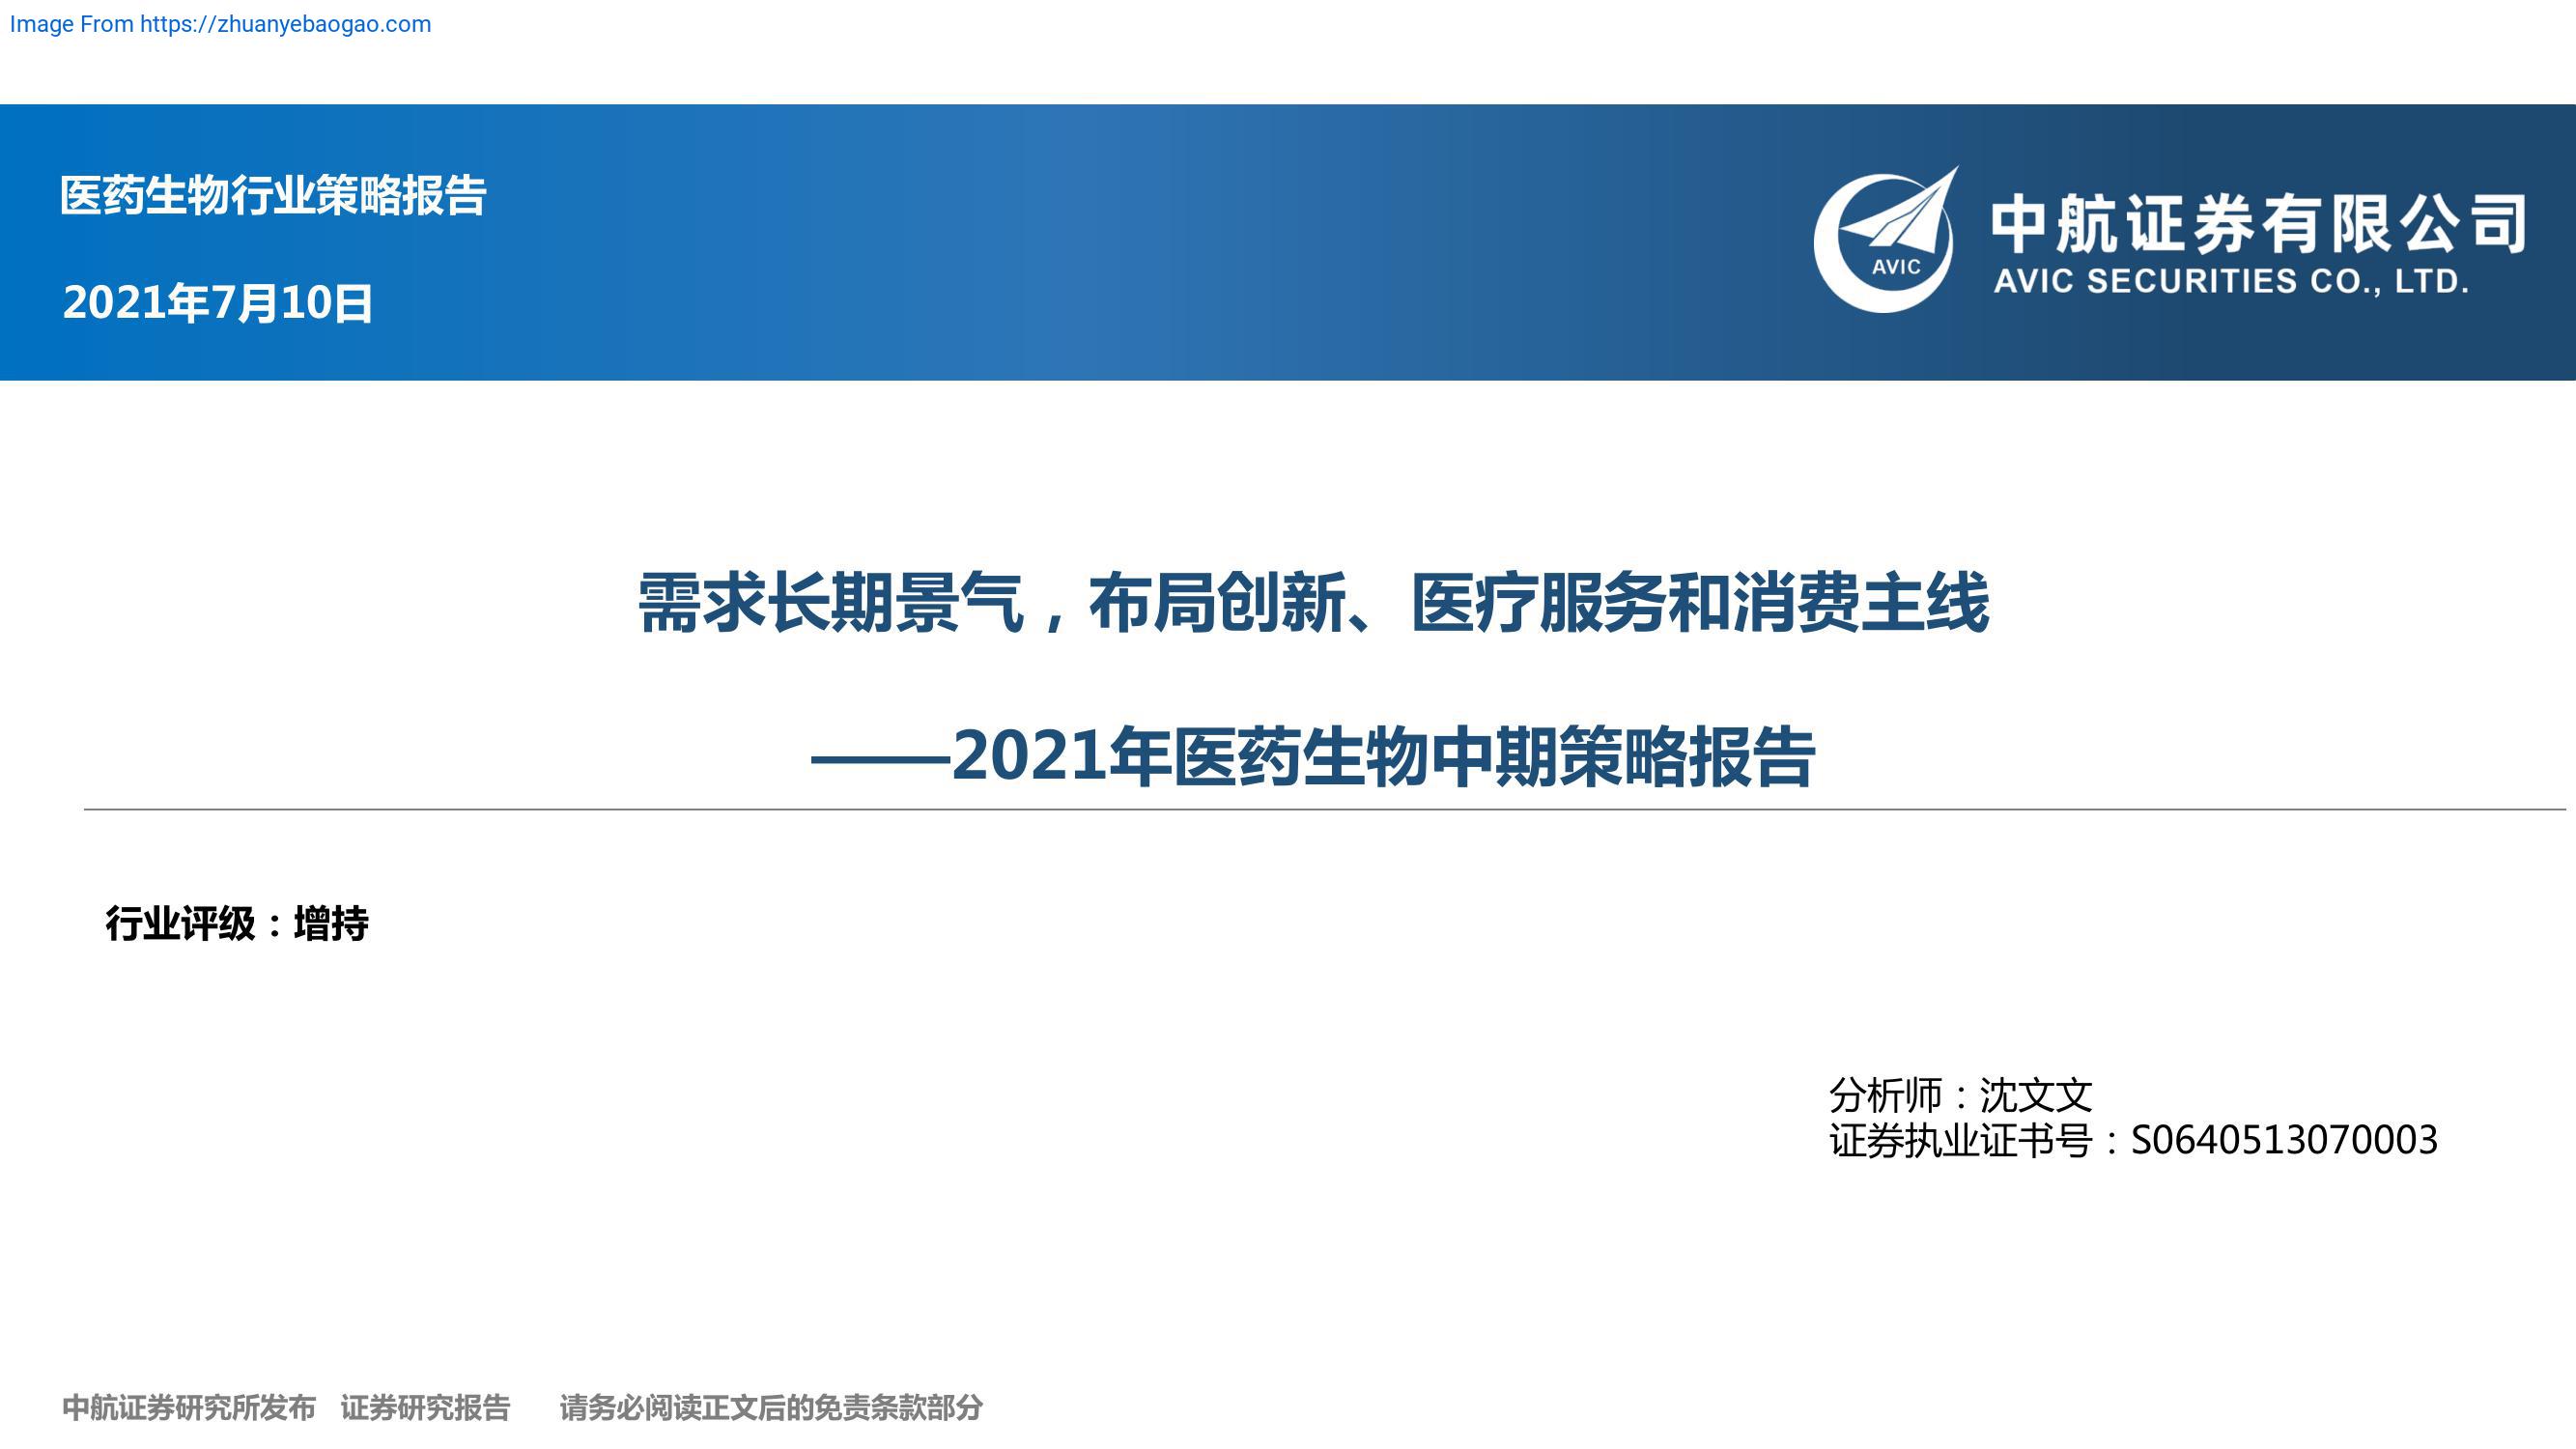 Image From https://zhuanyebaogao.com
医药生物行业策略报告
2021年7月10日
AVIC
中航证券有限公司
AVIC SECURITIES CO., LTD.
需求长期景气，布局创新、医疗服务和消费主线
——2021年医药生物中期策略报告
行业评级：增持
分析师：沈文文
证券执业证书号：S0640513070003
中航证券研究所发布 证券研究报告 请务必阅读正文后的免责条款部分